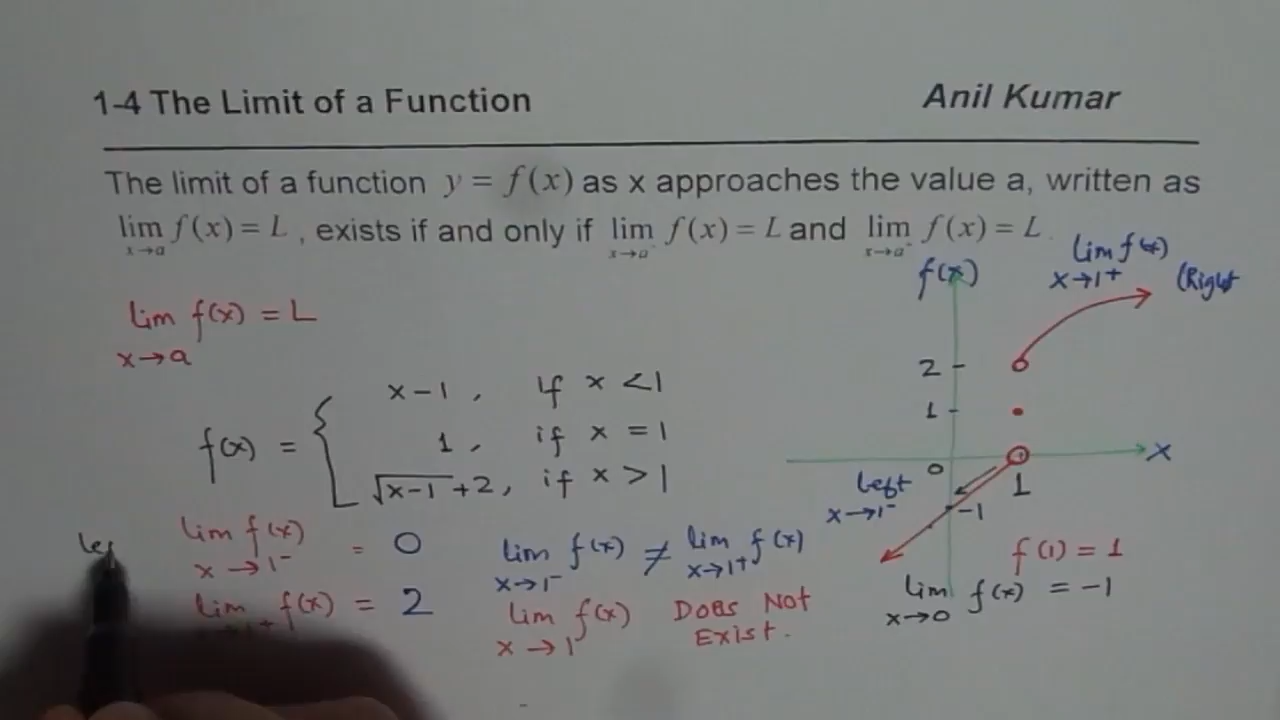 1-4 The Limit of a Function
Anil Kumar
The limit of a function y = f(x) as x approaches the value a, written as
lim x→a f(x) = L , exists if and only if lim x→a⁻ f(x) = L and lim x→a⁻ f(x) = L
lim f(x) = L
x→a
f(x)
lim f(x)
x→1+
(Right
f(x) = { x-1 , if x <1
1 , if x = 1
√x-1 +2 , if x > 1
2
1
0
1
-1
x
Left
x→1⁻
lim f(x) = 0
x → 1⁻
lim f(x) = 2
lim f(x) ≠ lim f(x)
x→1⁻ x→1+
lim f(x) Does Not
x → 1 Exist.
f(1) = 1
lim f(x) = -1
x→0